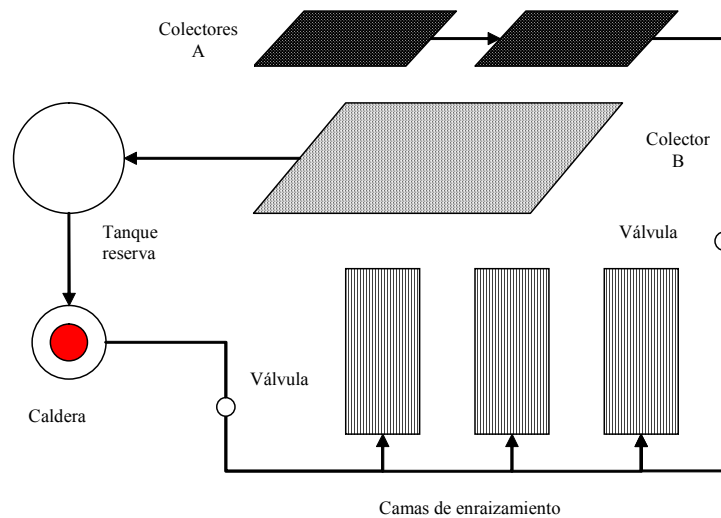 Colectores
A
Colector
B
Tanque
reserva
Válvula
Válvula
Caldera
Camas de enraizamiento